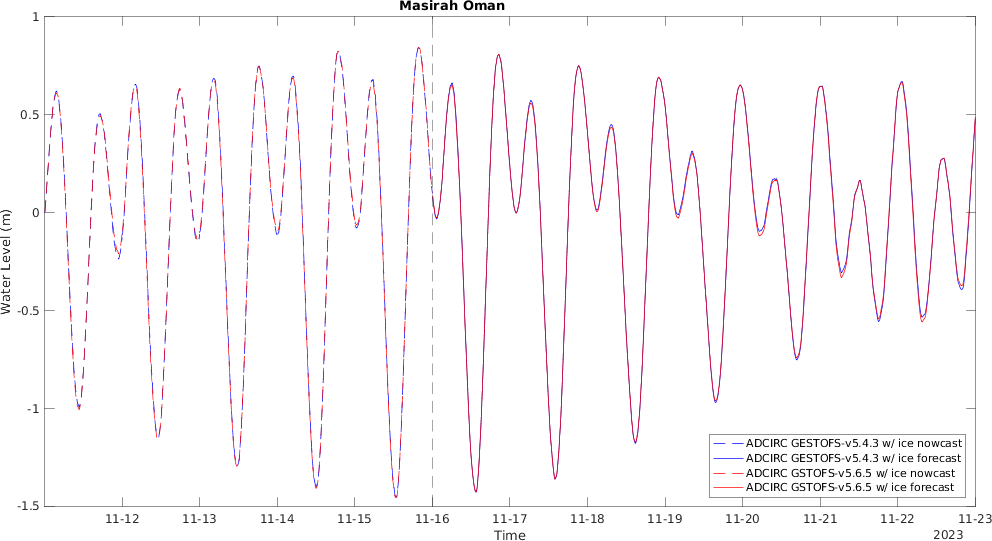 Masirah Oman
1
0.5
0
-0.5
-1
-1.5
Water Level (m)
ADCIRC GESTOFS-v5.4.3 w/ ice nowcast
ADCIRC GESTOFS-v5.4.3 w/ ice forecast
ADCIRC GSTOFS-v5.6.5 w/ ice nowcast
ADCIRC GSTOFS-v5.6.5 w/ ice forecast
11-12 11-13 11-14 11-15 11-16 11-17 11-18 11-19 11-20 11-21 11-22 11-23
Time
2023